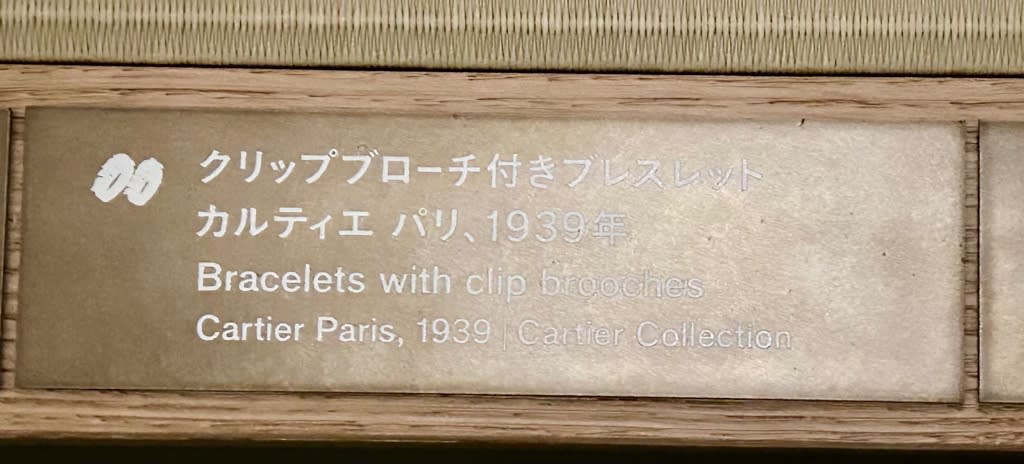 クリップブローチ付きブレスレット
カルティエ パリ、1939年
Bracelets with clip brooches
Cartier Paris, 1939 | Cartier Collection